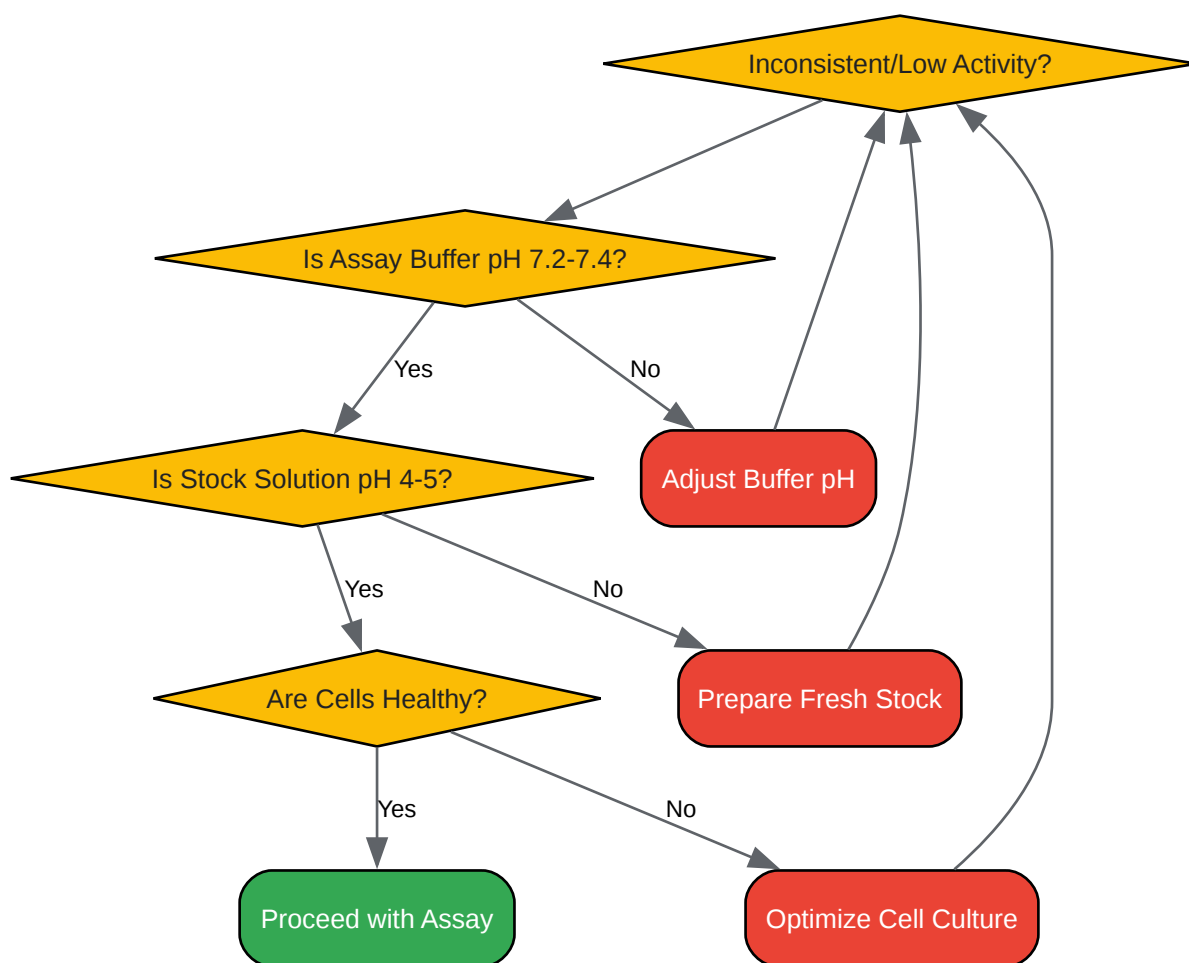 Inconsistent/Low Activity?
Is Assay Buffer pH 7.2-7.4?
Yes
No
Is Stock Solution pH 4-5?
Adjust Buffer pH
Yes
No
Are Cells Healthy?
Prepare Fresh Stock
Yes
No
Proceed with Assay
Optimize Cell Culture